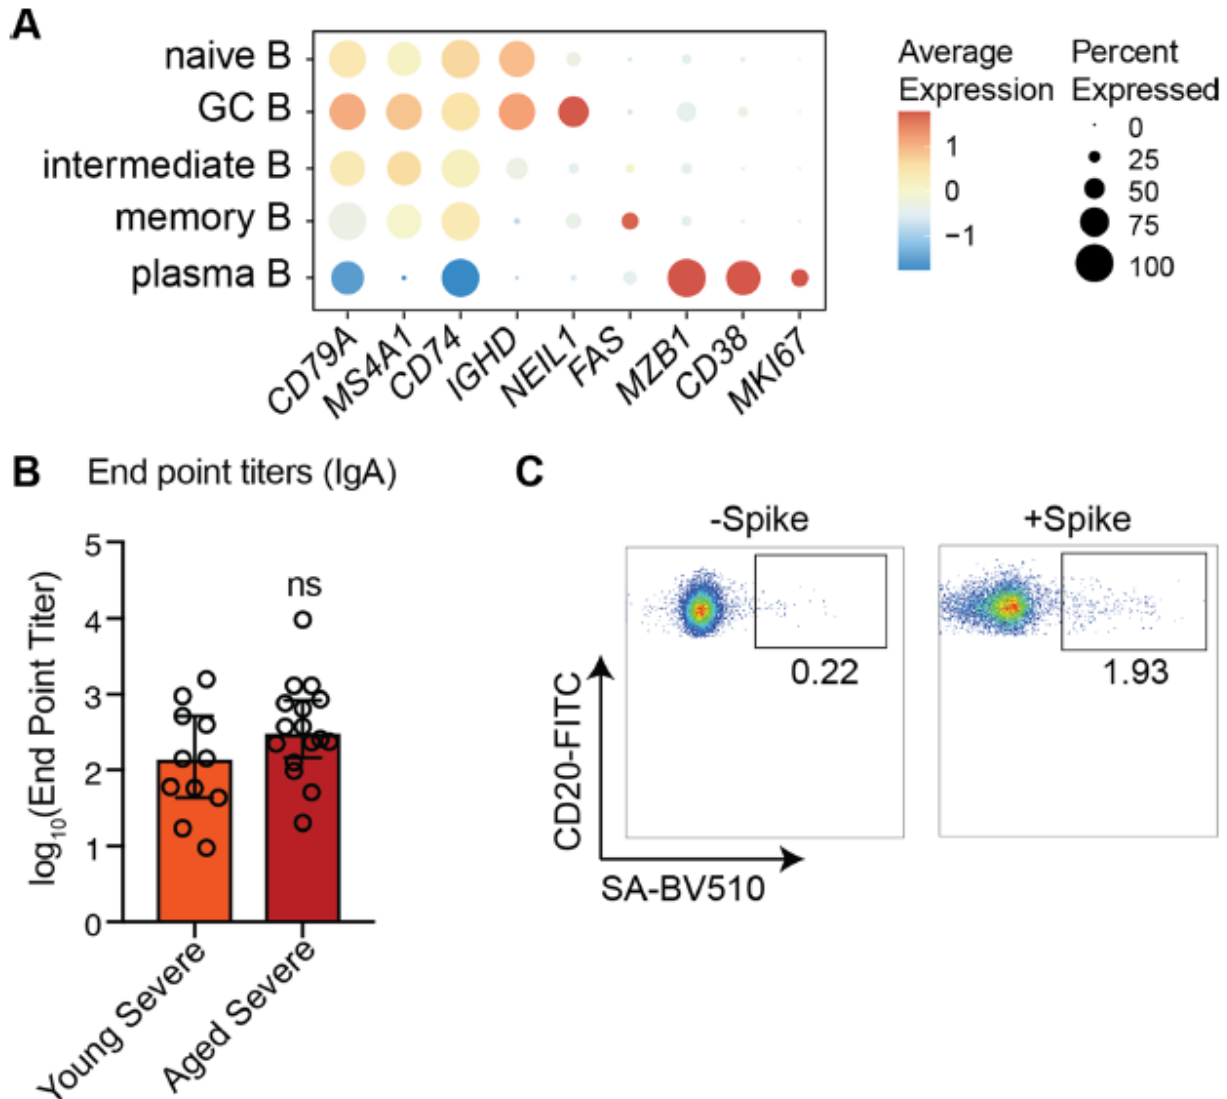 A
naive B
GC B
intermediate B
memory B
plasma B
CD79A
MS4A1
CD74
IGHD
NEIL1
FAS
MZB1
CD38
MKI67
Average
Expression
1
0
−1
Percent
Expressed
0
25
50
75
100
B
End point titers (IgA)
log10(End Point Titer)
5
4
3
2
1
0
ns
Young Severe
Aged Severe
C
-Spike
+Spike
0.22
1.93
CD20-FITC
SA-BV510